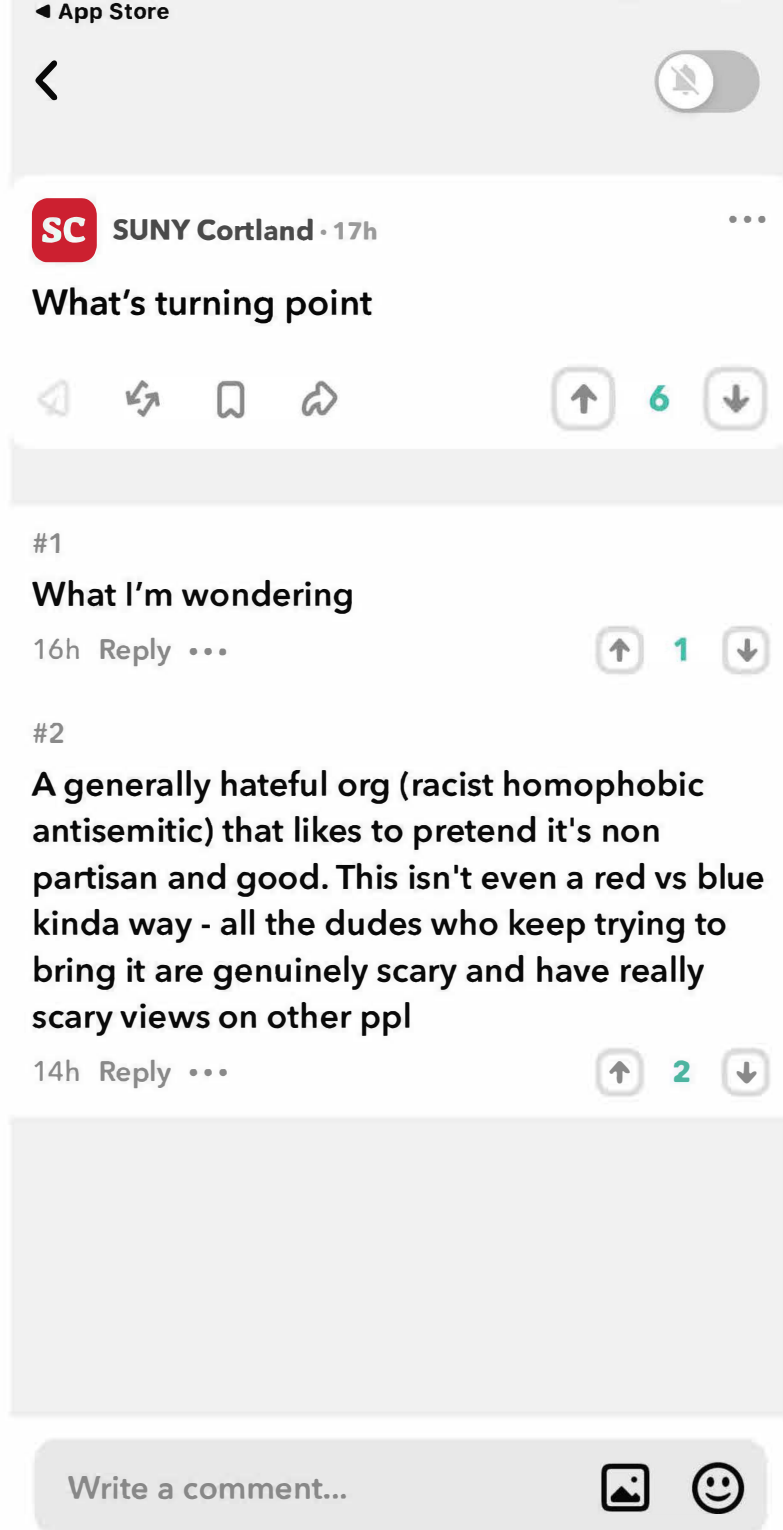 ◀ App Store
SC SUNY Cortland · 17h
What's turning point
6
#1
What I'm wondering
16h Reply
1
#2
A generally hateful org (racist homophobic
antisemitic) that likes to pretend it's non
partisan and good. This isn't even a red vs blue
kinda way - all the dudes who keep trying to
bring it are genuinely scary and have really
scary views on other ppl
14h Reply
2
Write a comment...